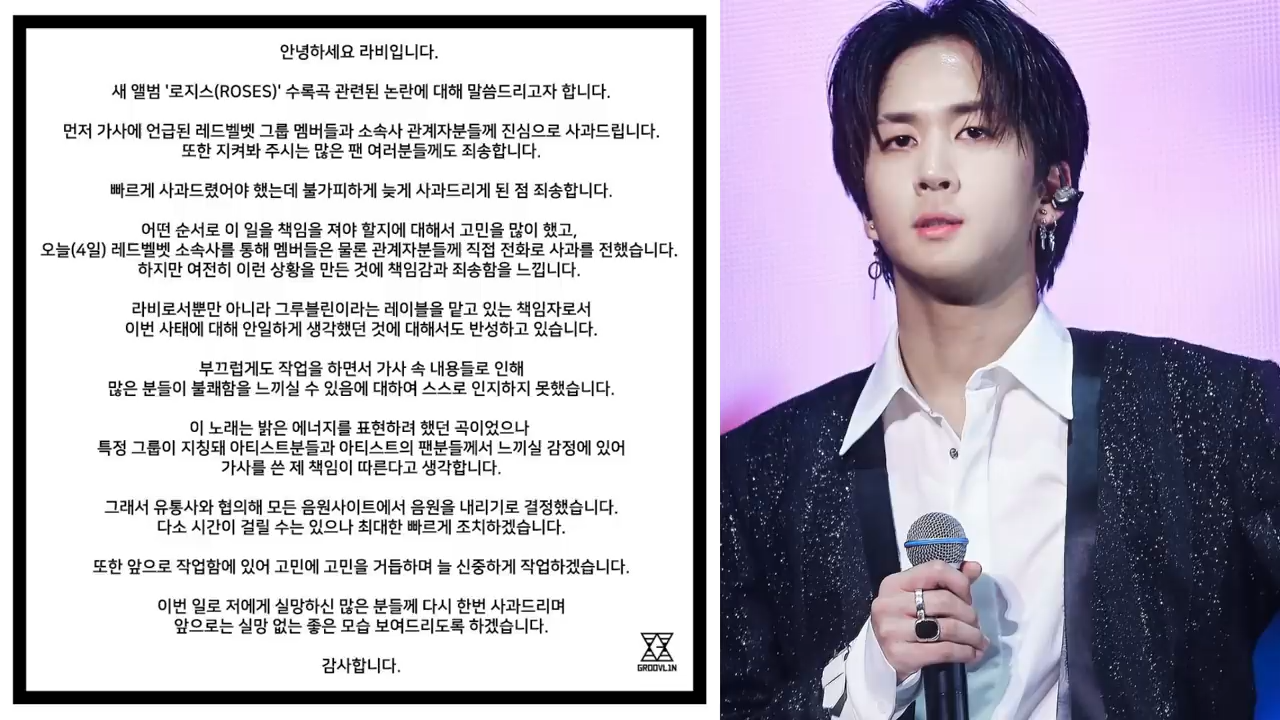 안녕하세요 라비입니다.
새 앨범 '로지스(ROSES)' 수록곡 관련된 논란에 대해 말씀드리고자 합니다.
먼저 가사에 언급된 레드벨벳 그룹 멤버들과 소속사 관계자분들께 진심으로 사과드립니다.
또한 지켜봐 주시는 많은 팬 여러분들께도 죄송합니다.
빠르게 사과드렸어야 했는데 불가피하게 늦게 사과드리게 된 점 죄송합니다.
어떤 순서로 이 일을 책임을 져야 할지에 대해서 고민을 많이 했고,
오늘(4일) 레드벨벳 소속사를 통해 멤버들은 물론 관계자분들께 직접 전화로 사과를 전했습니다.
하지만 여전히 이런 상황을 만든 것에 책임감과 죄송함을 느낍니다.
라비로서뿐만 아니라 그루블린이라는 레이블을 맡고 있는 책임자로서
이번 사태에 대해 안일하게 생각했던 것에 대해서도 반성하고 있습니다.
부끄럽게도 작업을 하면서 가사 속 내용들로 인해
많은 분들이 불쾌함을 느끼실 수 있음에 대하여 스스로 인지하지 못했습니다.
이 노래는 밝은 에너지를 표현하려 했던 곡이었으나
특정 그룹이 지칭돼 아티스트분들과 아티스트의 팬분들께서 느끼실 감정에 있어
가사를 쓴 제 책임이 따른다고 생각합니다.
그래서 유통사와 협의해 모든 음원사이트에서 음원을 내리기로 결정했습니다.
다소 시간이 걸릴 수는 있으나 최대한 빠르게 조치하겠습니다.
또한 앞으로 작업함에 있어 고민에 고민을 거듭하며 늘 신중하게 작업하겠습니다.
이번 일로 저에게 실망하신 많은 분들께 다시 한번 사과드리며
앞으로는 실망 없는 좋은 모습 보여드리도록 하겠습니다.
감사합니다.
GROOVL1N